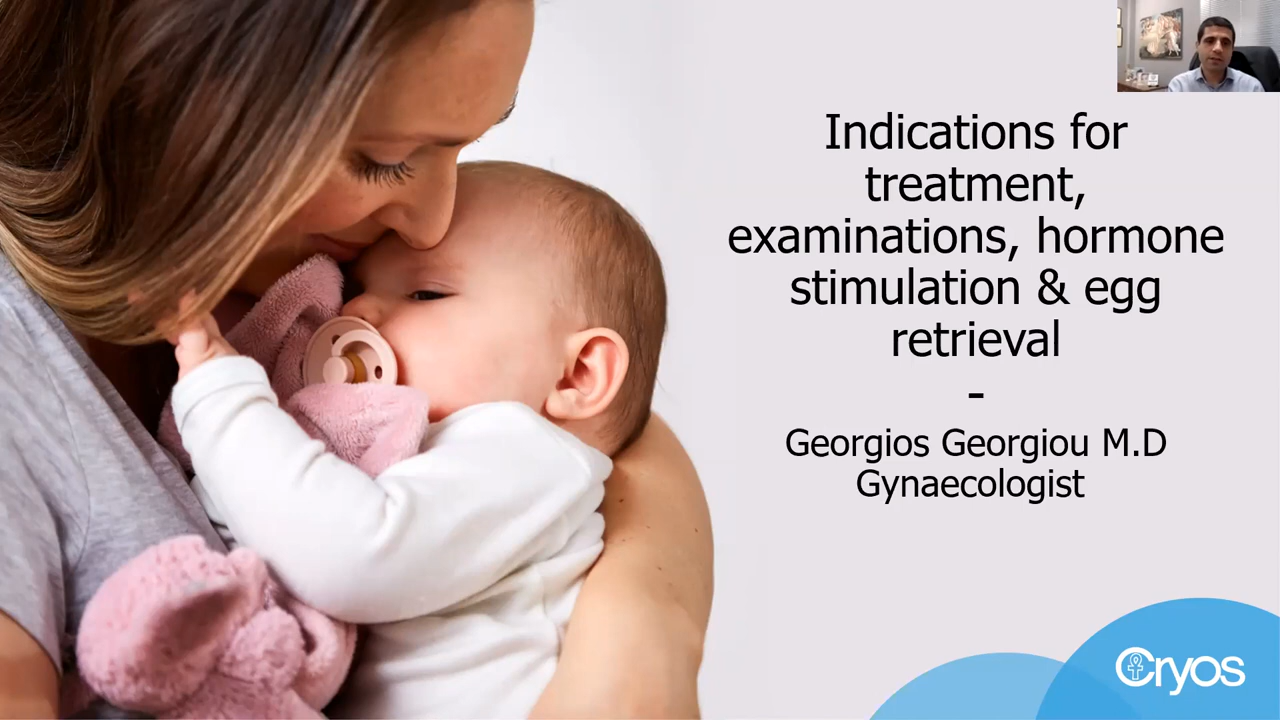 Indications for
treatment,
examinations, hormone
stimulation & egg
retrieval
-
Georgios Georgiou M.D
Gynaecologist
Cryos